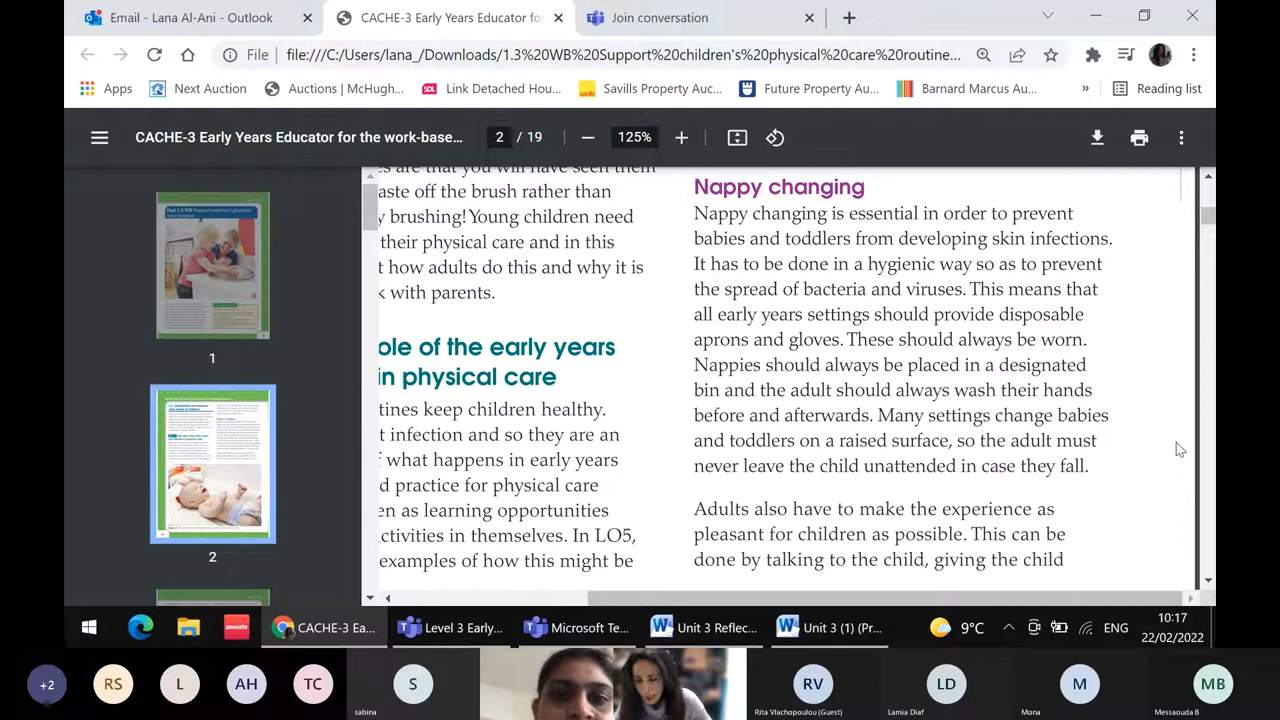 Email - Lana Al-Ani - Outlook
CACHE-3 Early Years Educator for
Join conversation
File
file:///C:/Users/lana_/Downloads/1.3%20WB%20Support%20children's%20physical%20care%20routine...
Apps
Next Auction
Auctions | McHugh...
Link Detached Hou...
Savills Property Auc...
Future Property Au...
Barnard Marcus Au...
»
Reading list
CACHE-3 Early Years Educator for the work-base...
2 / 19
125%
1
2
es are that you will have seen them
aste off the brush rather than
y brushing! Young children need
their physical care and in this
t how adults do this and why it is
k with parents.
ole of the early years
in physical care
tines keep children healthy.
t infection and so they are an
f what happens in early years
d practice for physical care
en as learning opportunities
ctivities in themselves. In LO5,
examples of how this might be
Nappy changing
Nappy changing is essential in order to prevent
babies and toddlers from developing skin infections.
It has to be done in a hygienic way so as to prevent
the spread of bacteria and viruses. This means that
all early years settings should provide disposable
aprons and gloves. These should always be worn.
Nappies should always be placed in a designated
bin and the adult should always wash their hands
before and afterwards. Many settings change babies
and toddlers on a raised surface, so the adult must
never leave the child unattended in case they fall.
Adults also have to make the experience as
pleasant for children as possible. This can be
done by talking to the child, giving the child
zomato
CACHE-3 Ea...
Level 3 Early...
Microsoft Te...
Unit 3 Reflec...
Unit 3 (1) (Pr...
9°C
ENG
10:17
22/02/2022
+2
RS
L
AH
TC
S
sabina
RV
Rita Vlachopoulou (Guest)
LD
Lamia Diaf
M
Mona
MB
Messaouda B